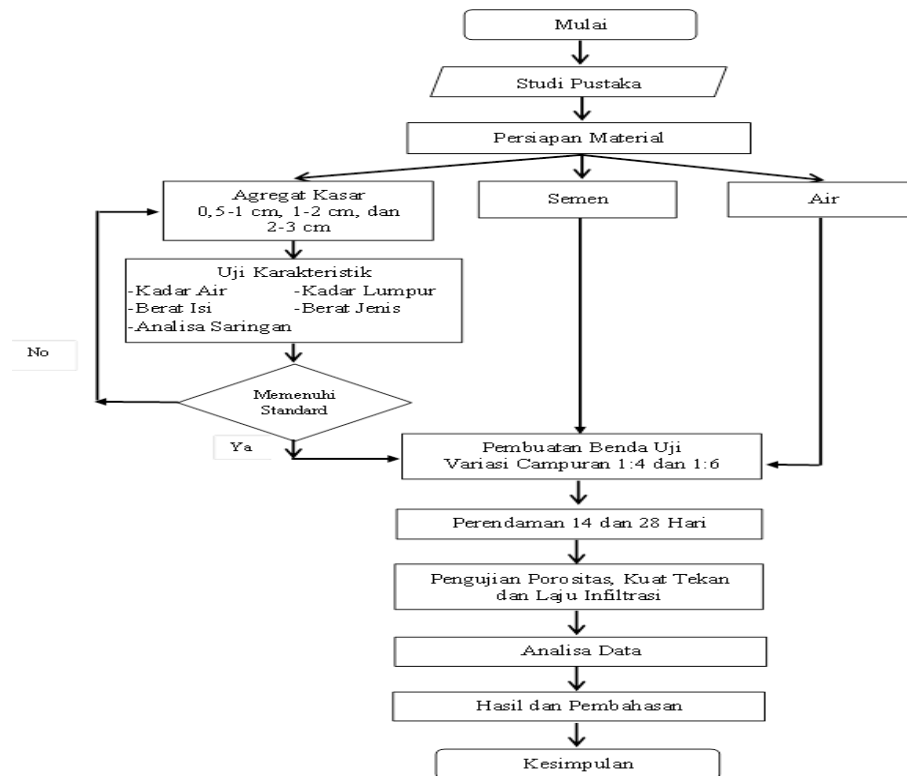 Mulai
Studi Pustaka
Persiapan Material
Agregat Kasar
0,5-1 cm, 1-2 cm, dan
2-3 cm
Semen
Air
Uji Karakteristik
-Kadar Air -Kadar Lumpur
-Berat Isi -Berat Jenis
-Analisa Saringan
No
Memenuhi
Standard
Ya
Pembuatan Benda Uji
Variasi Campuran 1:4 dan 1:6
Perendaman 14 dan 28 Hari
Pengujian Porositas, Kuat Tekan
dan Laju Infiltrasi
Analisa Data
Hasil dan Pembahasan
Kesimpulan